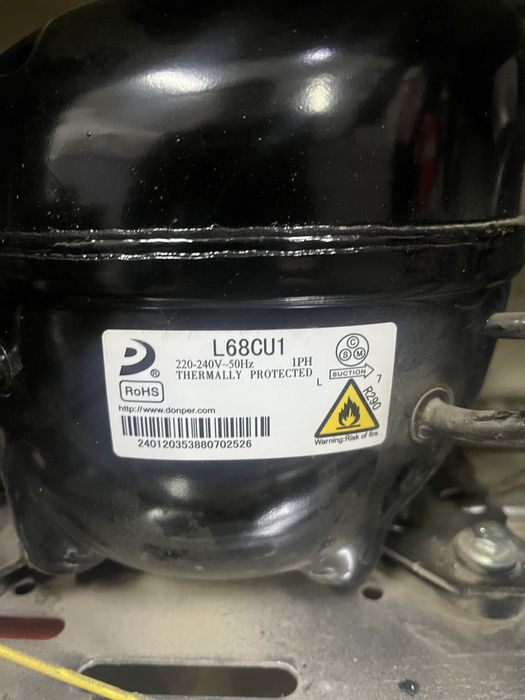 L68CU1
220-240V~50Hz 1PH
THERMALLY PROTECTED
®
RoHS
http://www.donper.com
240120353880702526
C
S M
SUCTION
L 7
R290
Warning:Risk of fire